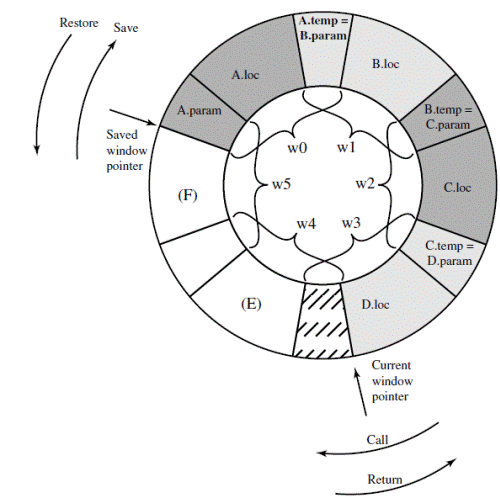 Restore
Save
A.temp =
B.param
A.loc
B.loc
A.param
B.temp =
C.param
Saved
window
pointer
w0
w1
(F)
w5
w2
C.loc
w4
w3
C.temp =
D.param
(E)
D.loc
Current
window
pointer
Call
Return